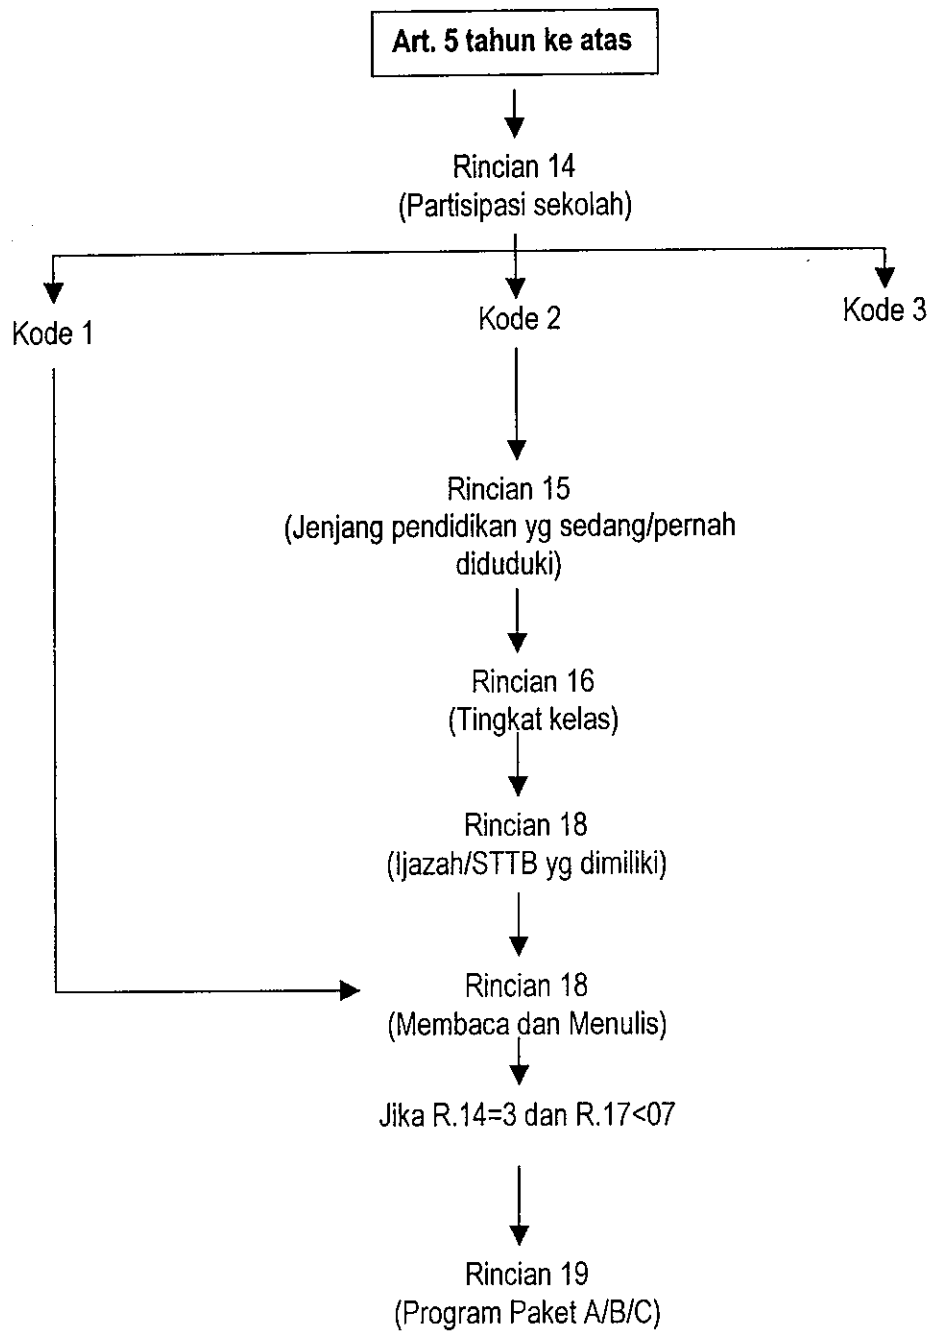 Art. 5 tahun ke atas
Rincian 14
(Partisipasi sekolah)
Kode 1
Kode 2
Kode 3
Rincian 15
(Jenjang pendidikan yg sedang/pernah
diduduki)
Rincian 16
(Tingkat kelas)
Rincian 18
(Ijazah/STTB yg dimiliki)
Rincian 18
(Membaca dan Menulis)
Jika R.14=3 dan R.17<07
Rincian 19
(Program Paket A/B/C)